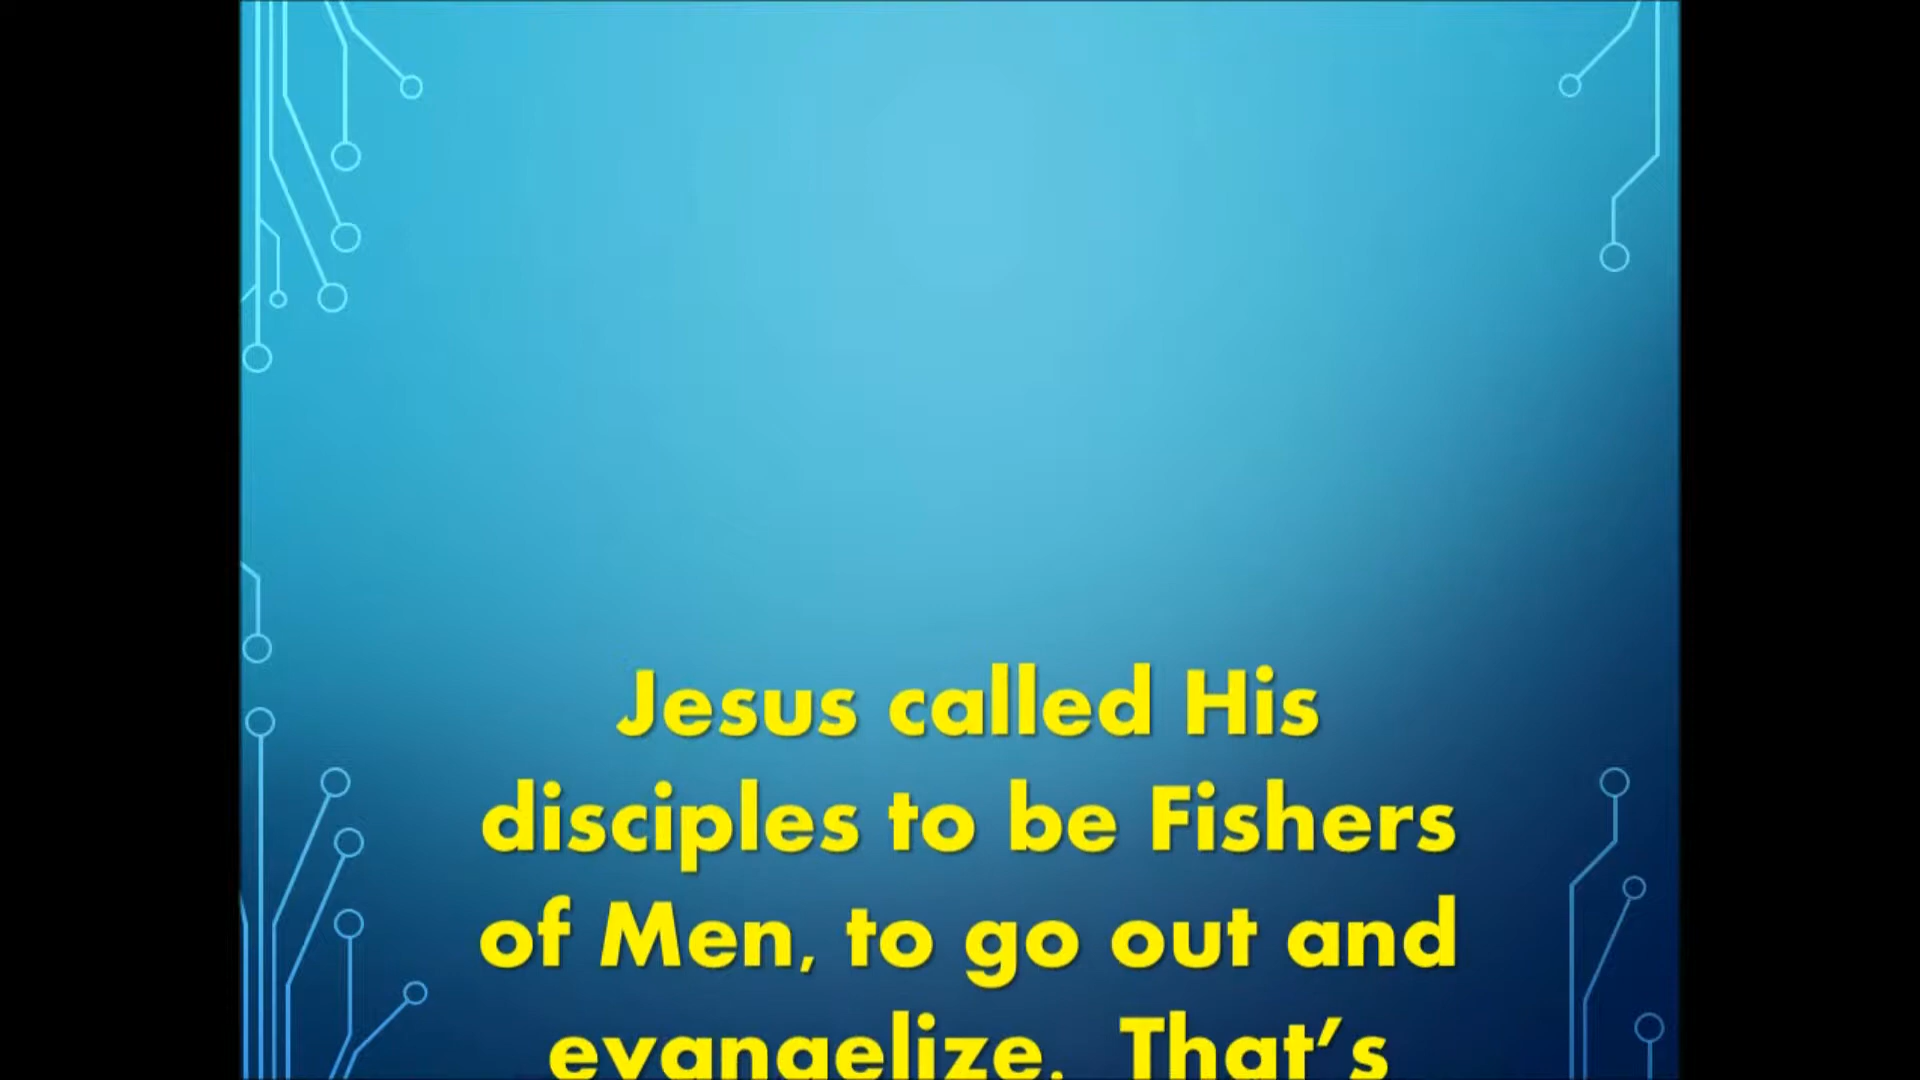 Jesus called His
disciples to be Fishers
of Men, to go out and
evangelize. That’s